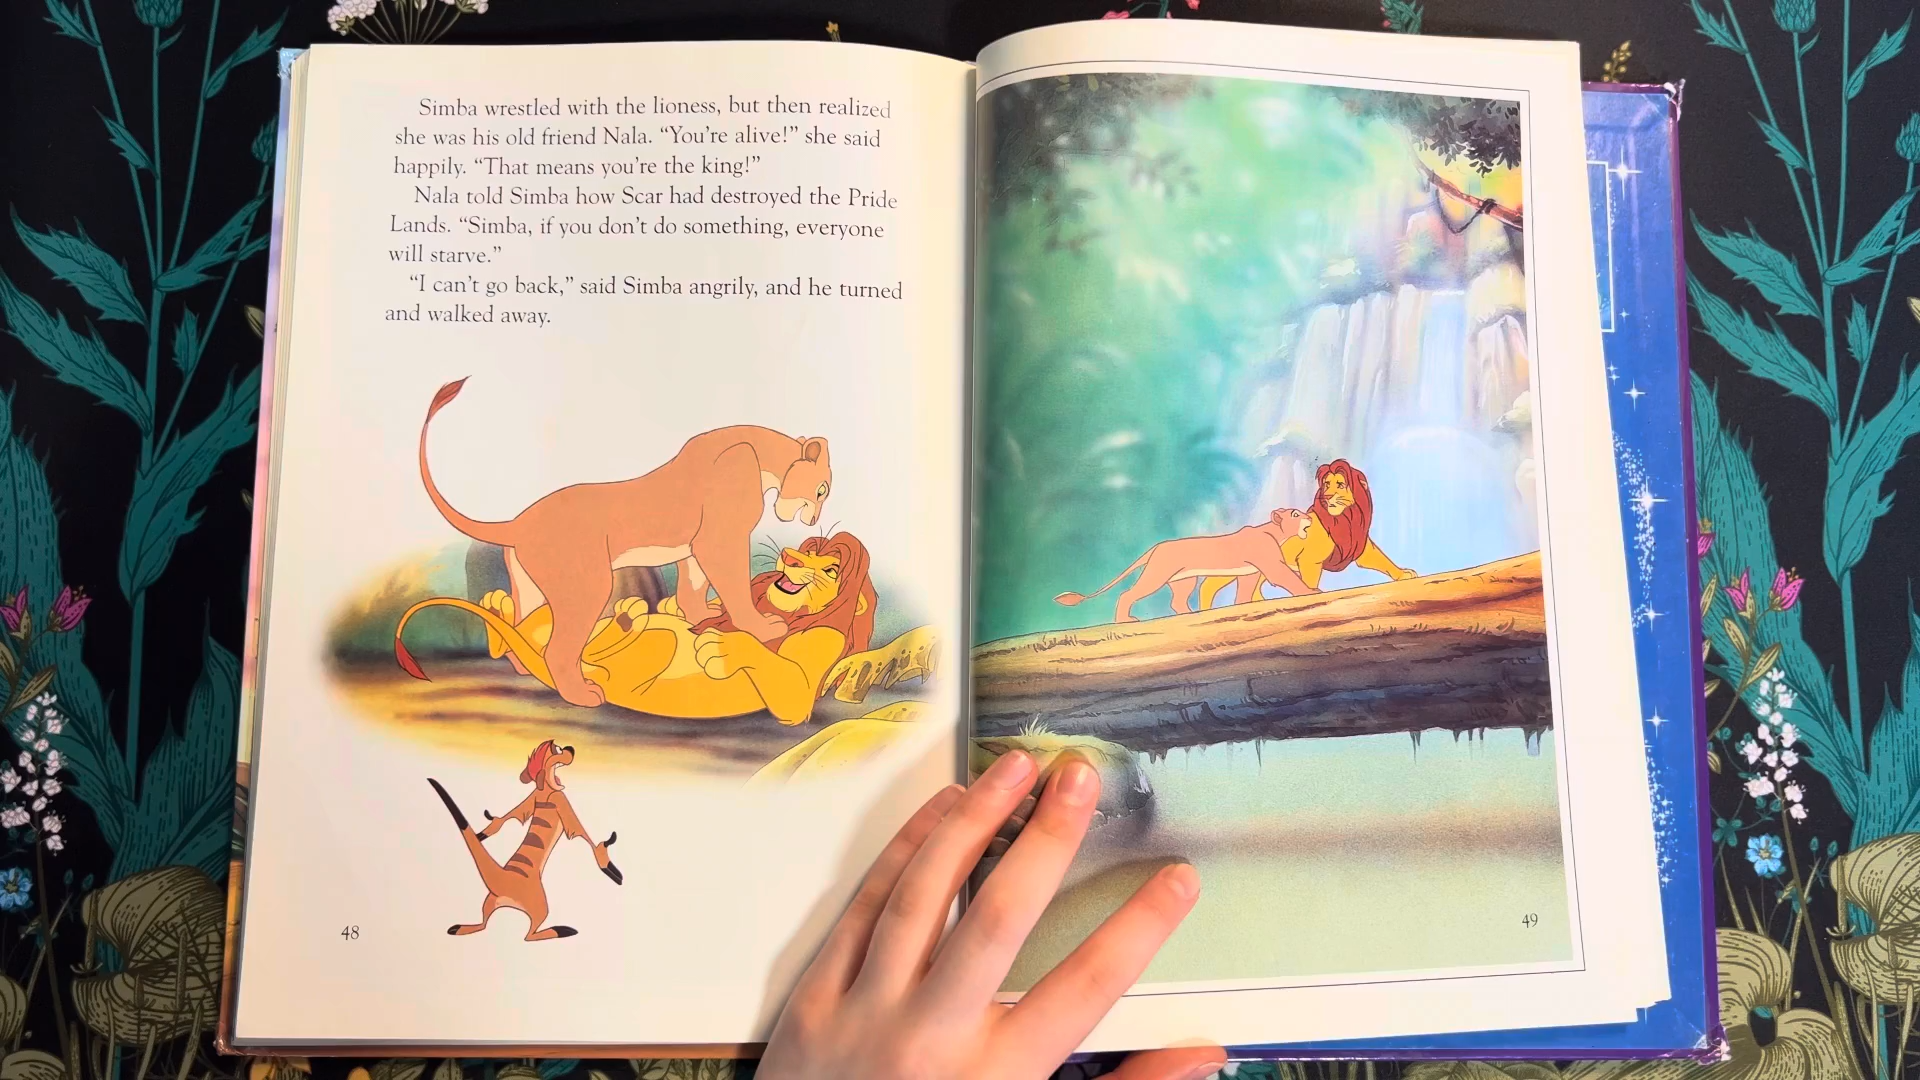 Simba wrestled with the lioness, but then realized
she was his old friend Nala. “You’re alive!” she said
happily. “That means you’re the king!”
Nala told Simba how Scar had destroyed the Pride
Lands. “Simba, if you don’t do something, everyone
will starve.”
“I can’t go back,” said Simba angrily, and he turned
and walked away.
48
49